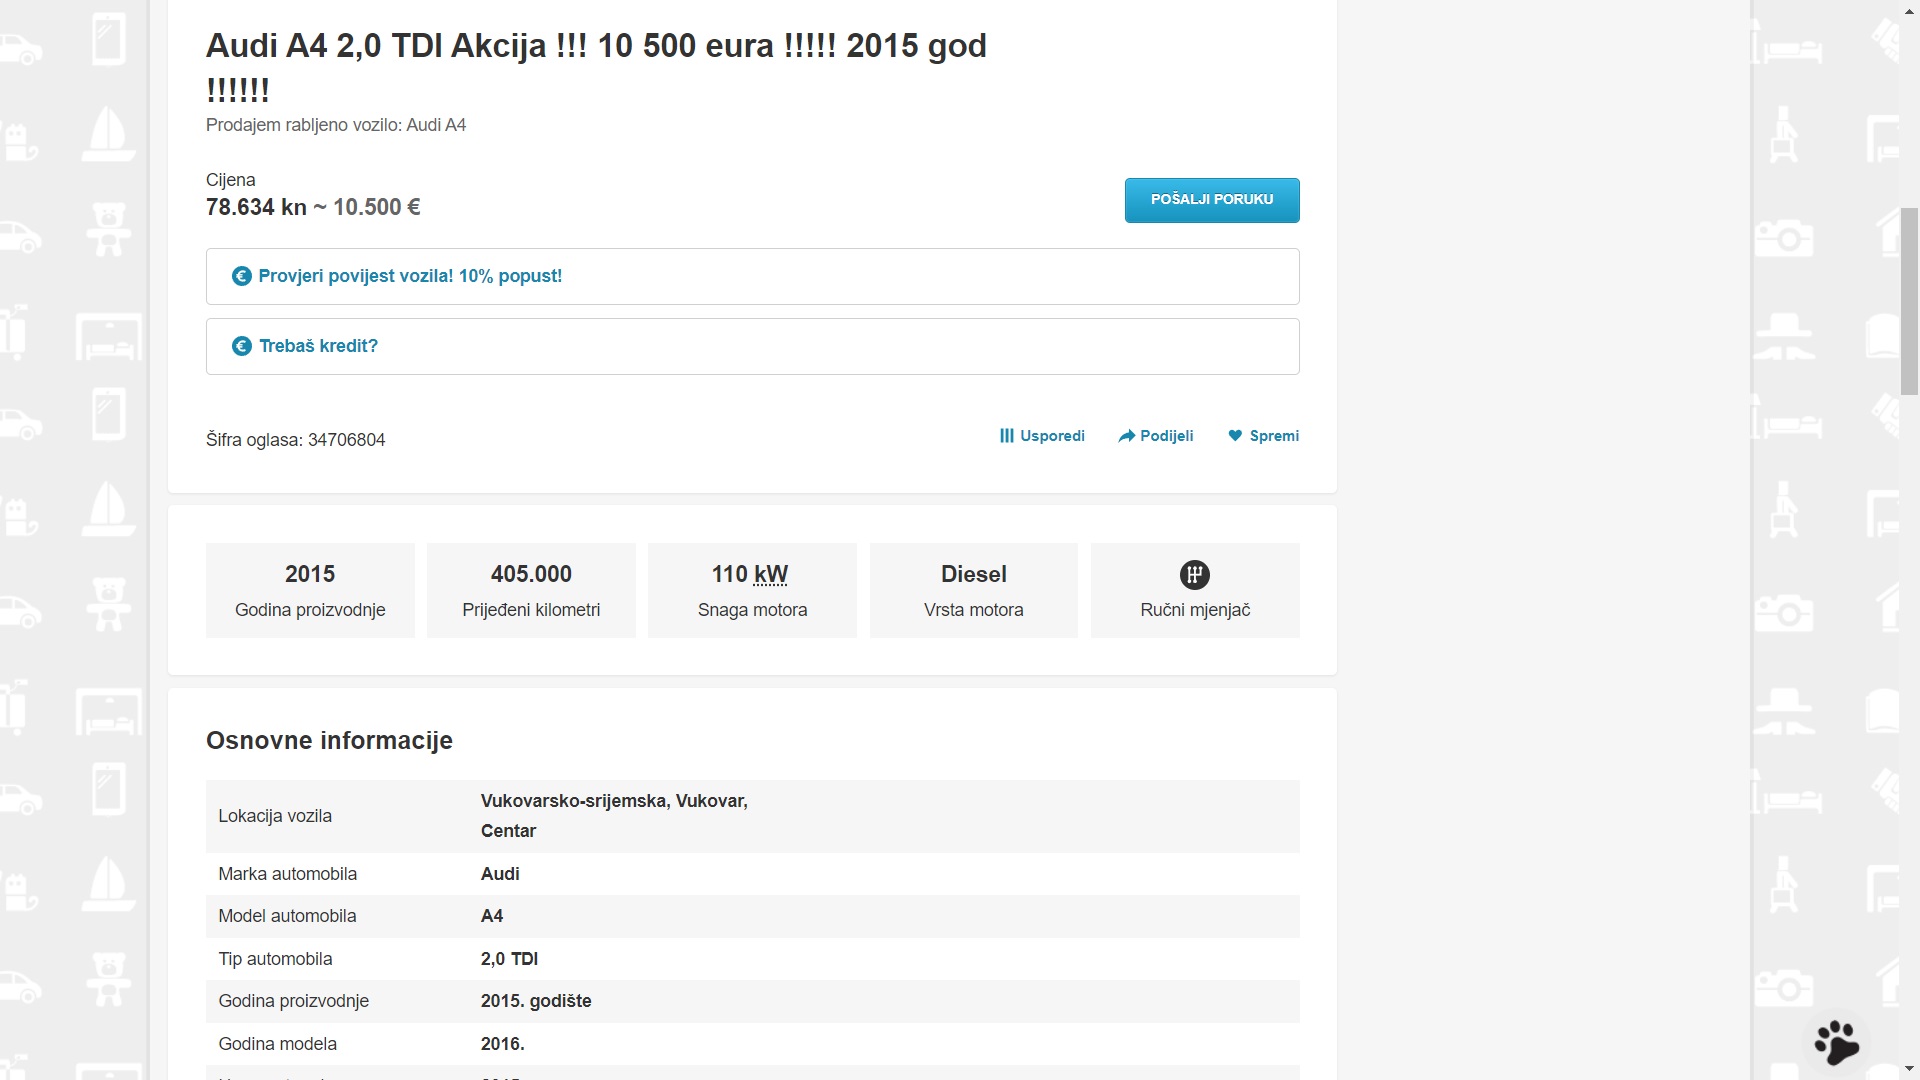 Audi A4 2,0 TDI Akcija !!! 10 500 eura !!!!! 2015 god
!!!!!!
Prodajem rabljeno vozilo: Audi A4
Cijena
78.634 kn ~ 10.500 €
POŠALJI PORUKU
Provjeri povijest vozila! 10% popust!
Trebaš kredit?
Šifra oglasa: 34706804
Usporedi
Podijeli
Spremi
2015
Godina proizvodnje
405.000
Prijeđeni kilometri
110 kW
Snaga motora
Diesel
Vrsta motora
Ručni mjenjač
Osnovne informacije
Lokacija vozila
Vukovarsko-srijemska, Vukovar,
Centar
Marka automobila
Audi
Model automobila
A4
Tip automobila
2,0 TDI
Godina proizvodnje
2015. godište
Godina modela
2016.